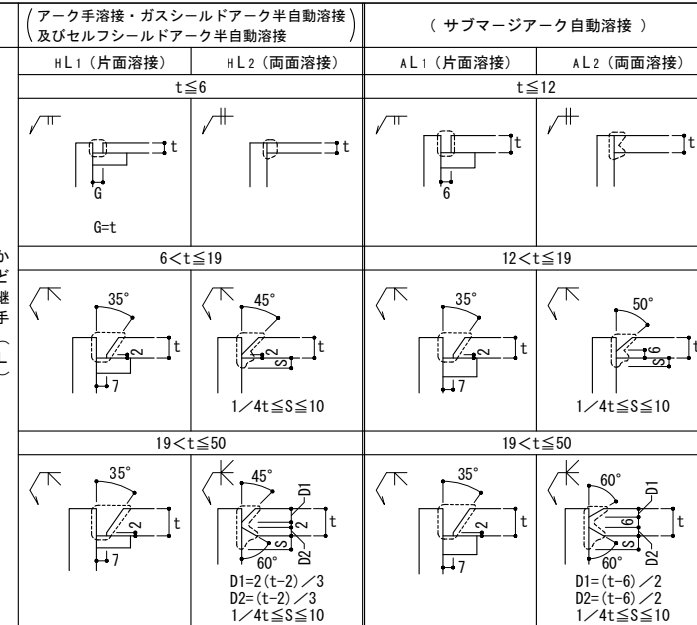 アーク手溶接・ガスシールドアーク半自動溶接
及びセルフシールドアーク半自動溶接
( サブマージアーク自動溶接 )
HL1 (片面溶接)
HL2 (両面溶接)
AL1 (片面溶接)
AL2 (両面溶接)
t≦6
t≦12
t
G
G=t
t
t
6
t
かど継手(L)
6<t≦19
12<t≦19
35°
2
t
7
45°
2
S
t
1/4t≦S≦10
35°
2
t
7
50°
6
S
t
1/4t≦S≦10
19<t≦50
19<t≦50
35°
2
t
7
45°
D1
2
S
D2
t
60°
D1=2(t-2)/3
D2=(t-2)/3
1/4t≦S≦10
35°
2
t
7
60°
D1
6
S
D2
t
60°
D1=(t-6)/2
D2=(t-6)/2
1/4t≦S≦10